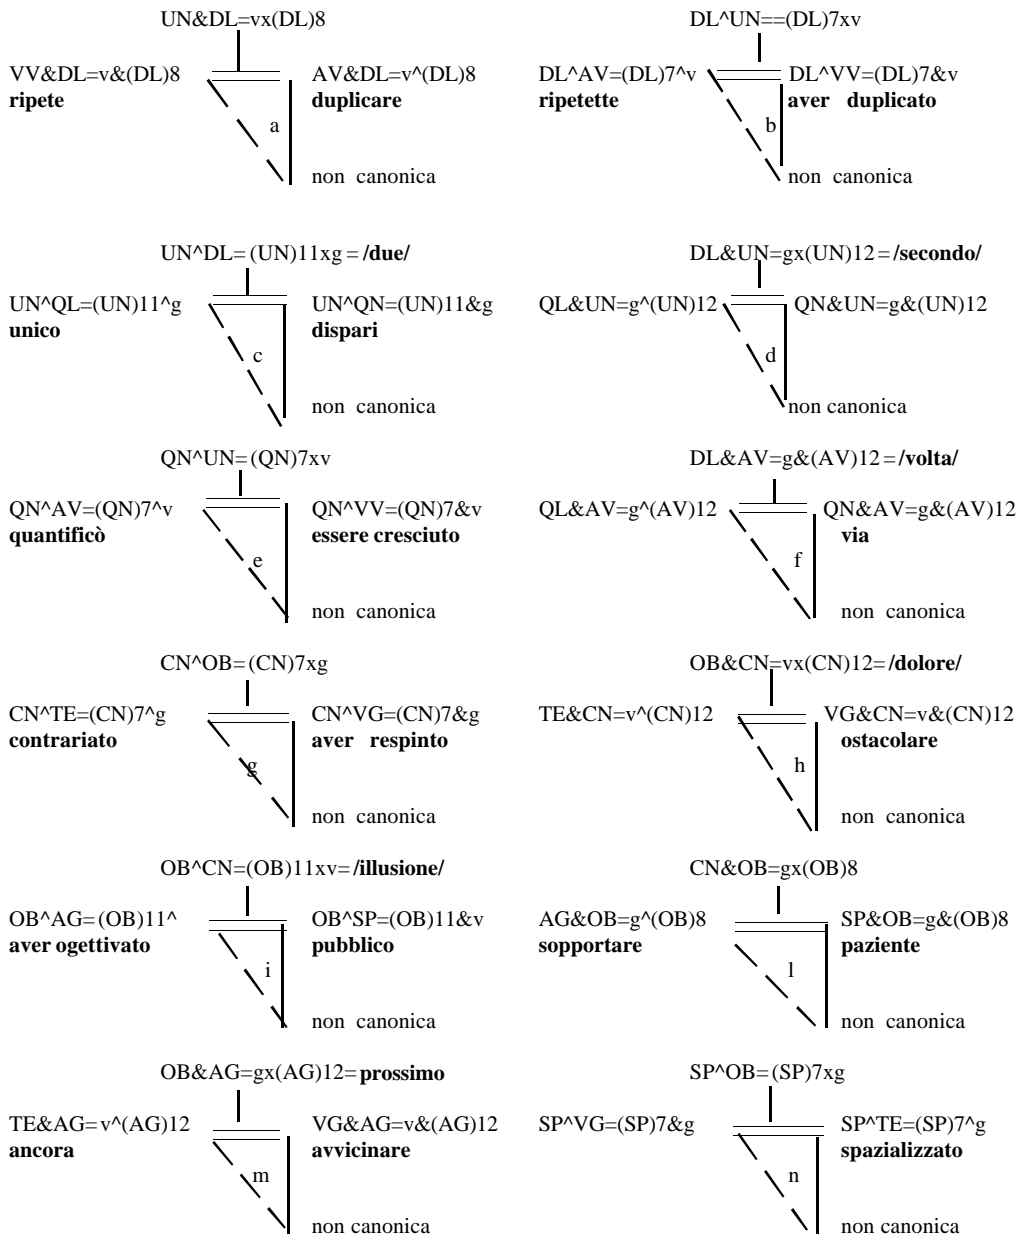 UN&DL=vx(DL)8
VV&DL=v&(DL)8
ripete
AV&DL=v^(DL)8
duplicare
a
non canonica
DL^UN==(DL)7xv
DL^AV=(DL)7^v
ripetette
DL^VV=(DL)7&v
aver duplicato
b
non canonica
UN^DL=(UN)11xg=/due/
UN^QL=(UN)11^g
unico
UN^QN=(UN)11&g
dispari
c
non canonica
DL&UN=gx(UN)12=/secondo/
QL&UN=g^(UN)12
QN&UN=g&(UN)12
d
non canonica
QN^UN=(QN)7xv
QN^AV=(QN)7^v
quantificò
QN^VV=(QN)7&v
essere cresciuto
e
non canonica
DL&AV=g&(AV)12=/volta/
QL&AV=g^(AV)12
QN&AV=g&(AV)12
via
f
non canonica
CN^OB=(CN)7xg
CN^TE=(CN)7^g
contrariato
CN^VG=(CN)7&g
aver respinto
g
non canonica
OB&CN=vx(CN)12=/dolore/
TE&CN=v^(CN)12
VG&CN=v&(CN)12
ostacolare
h
non canonica
OB^CN=(OB)11xv=/illusione/
OB^AG=(OB)11^
aver ogettivato
OB^SP=(OB)11&v
pubblico
i
non canonica
CN&OB=gx(OB)8
AG&OB=g^(OB)8
sopportare
SP&OB=g&(OB)8
paziente
l
non canonica
OB&AG=gx(AG)12=prossimo
TE&AG=v^(AG)12
ancora
VG&AG=v&(AG)12
avvicinare
m
non canonica
SP^OB=(SP)7xg
SP^VG=(SP)7&g
SP^TE=(SP)7^g
spazializzato
n
non canonica